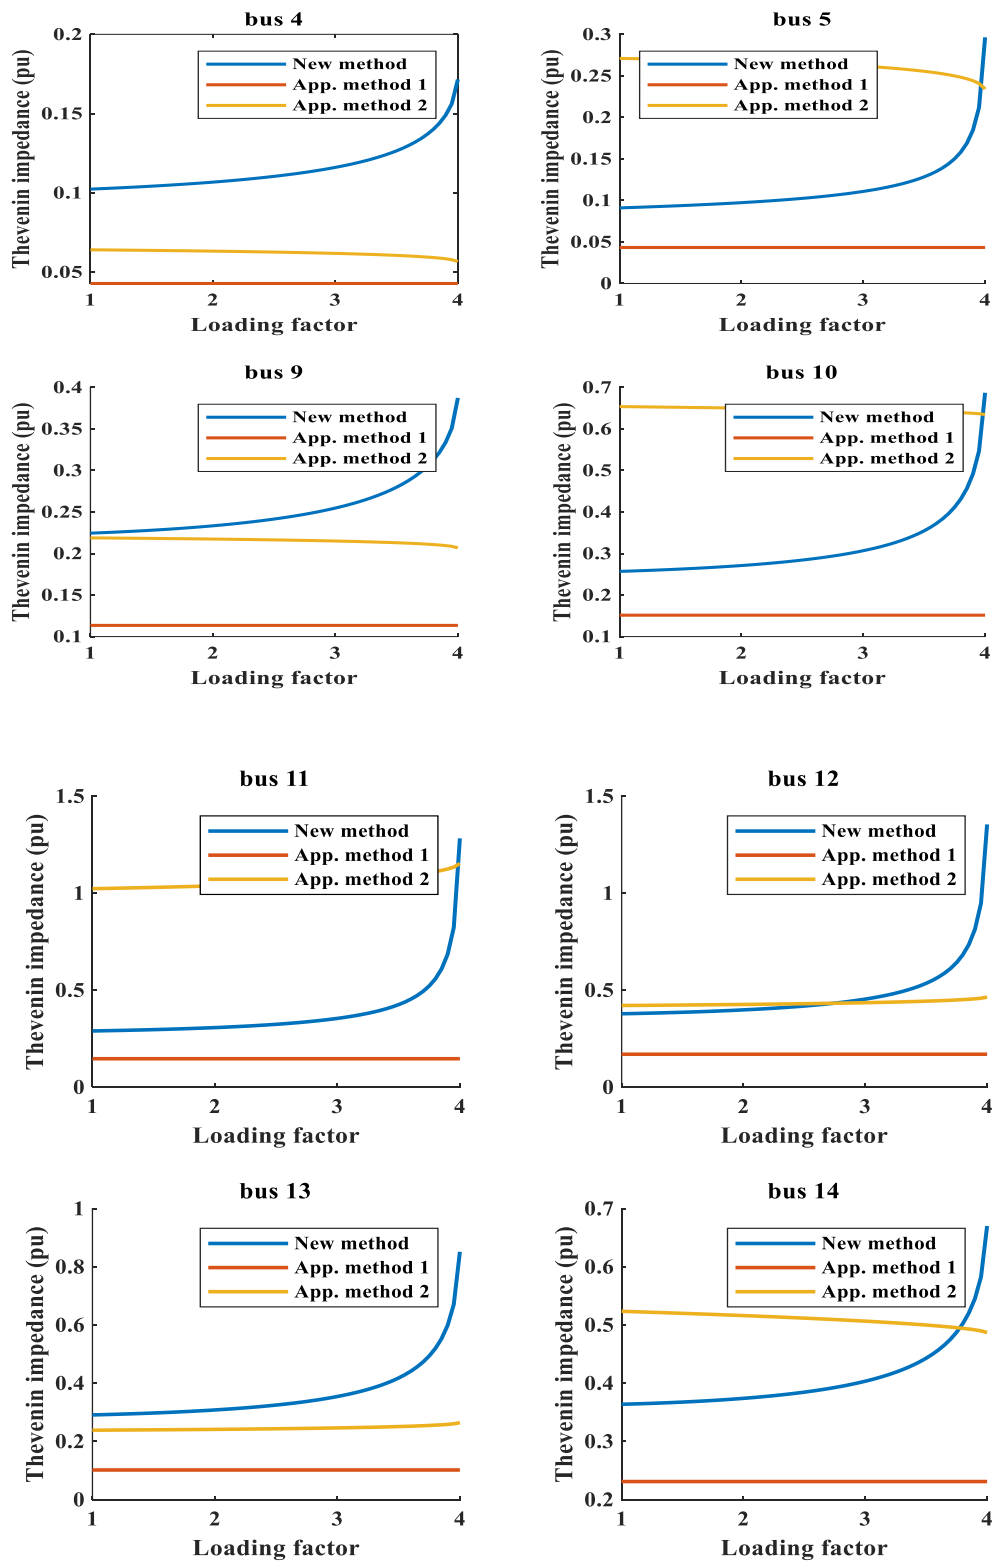 bus 4
Thevenin impedance (pu)
0.2
0.15
0.1
0.05
New method
App. method 1
App. method 2
1 2 3 4
Loading factor
bus 5
Thevenin impedance (pu)
0.3
0.25
0.2
0.15
0.1
0.05
0
New method
App. method 1
App. method 2
1 2 3 4
Loading factor
bus 9
Thevenin impedance (pu)
0.4
0.35
0.3
0.25
0.2
0.15
0.1
New method
App. method 1
App. method 2
1 2 3 4
Loading factor
bus 10
Thevenin impedance (pu)
0.7
0.6
0.5
0.4
0.3
0.2
0.1
New method
App. method 1
App. method 2
1 2 3 4
Loading factor
bus 11
Thevenin impedance (pu)
1.5
1
0.5
0
New method
App. method 1
App. method 2
1 2 3 4
Loading factor
bus 12
Thevenin impedance (pu)
1.5
1
0.5
0
New method
App. method 1
App. method 2
1 2 3 4
Loading factor
bus 13
Thevenin impedance (pu)
1
0.8
0.6
0.4
0.2
0
New method
App. method 1
App. method 2
1 2 3 4
Loading factor
bus 14
Thevenin impedance (pu)
0.7
0.6
0.5
0.4
0.3
0.2
New method
App. method 1
App. method 2
1 2 3 4
Loading factor